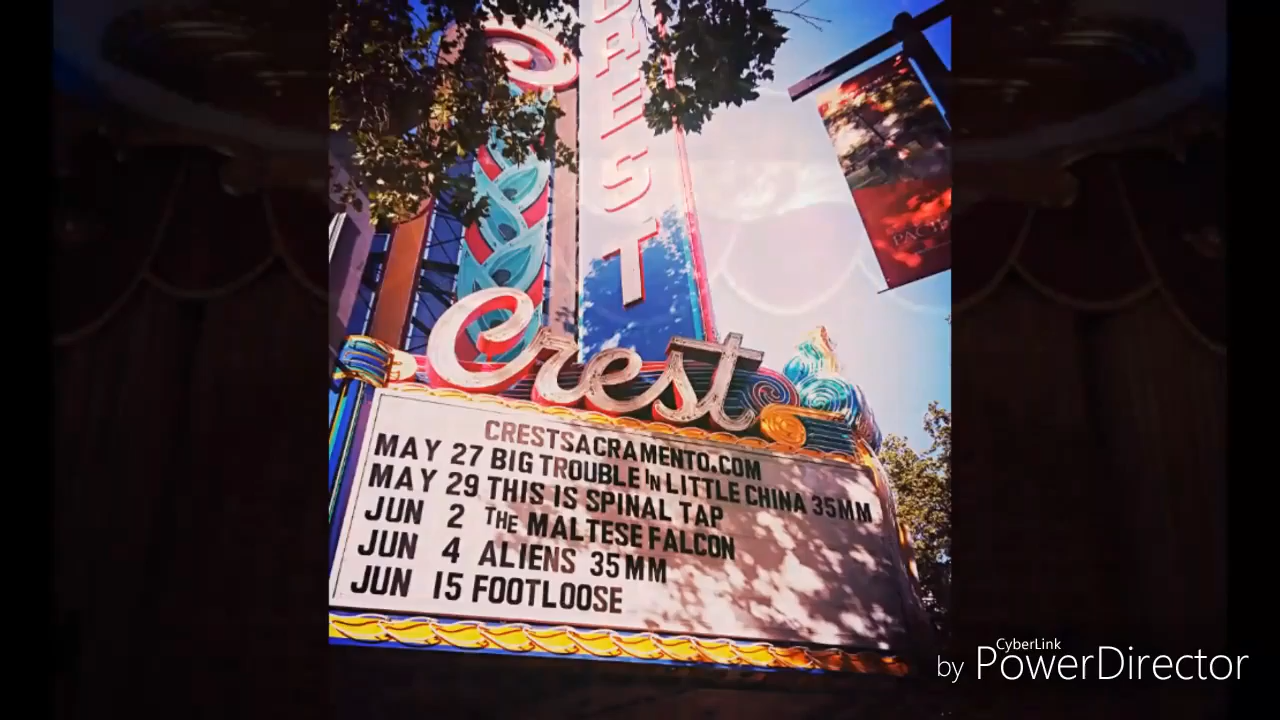 CREST
Crest
CRESTSACRAMENTO.COM
MAY 27 BIG TROUBLE IN LITTLE CHINA 35MM
MAY 29 THIS IS SPINAL TAP
JUN 2 THE MALTESE FALCON
JUN 4 ALIENS 35MM
JUN 15 FOOTLOOSE
CyberLink
by PowerDirector